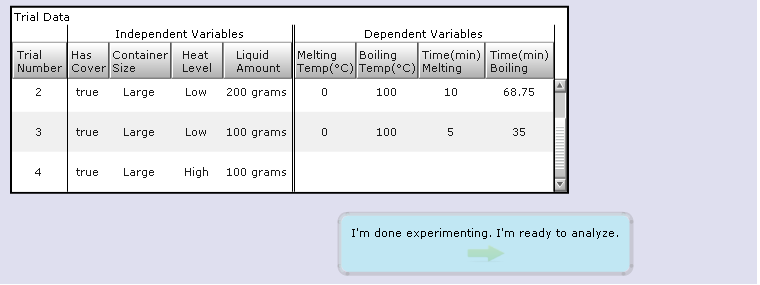 Trial Data
Independent Variables Dependent Variables
Trial Number Has Cover Container Size Heat Level Liquid Amount Melting Temp(°C) Boiling Temp(°C) Time(min) Melting Time(min) Boiling
2 true Large Low 200 grams 0 100 10 68.75
3 true Large Low 100 grams 0 100 5 35
4 true Large High 100 grams
I'm done experimenting. I'm ready to analyze.